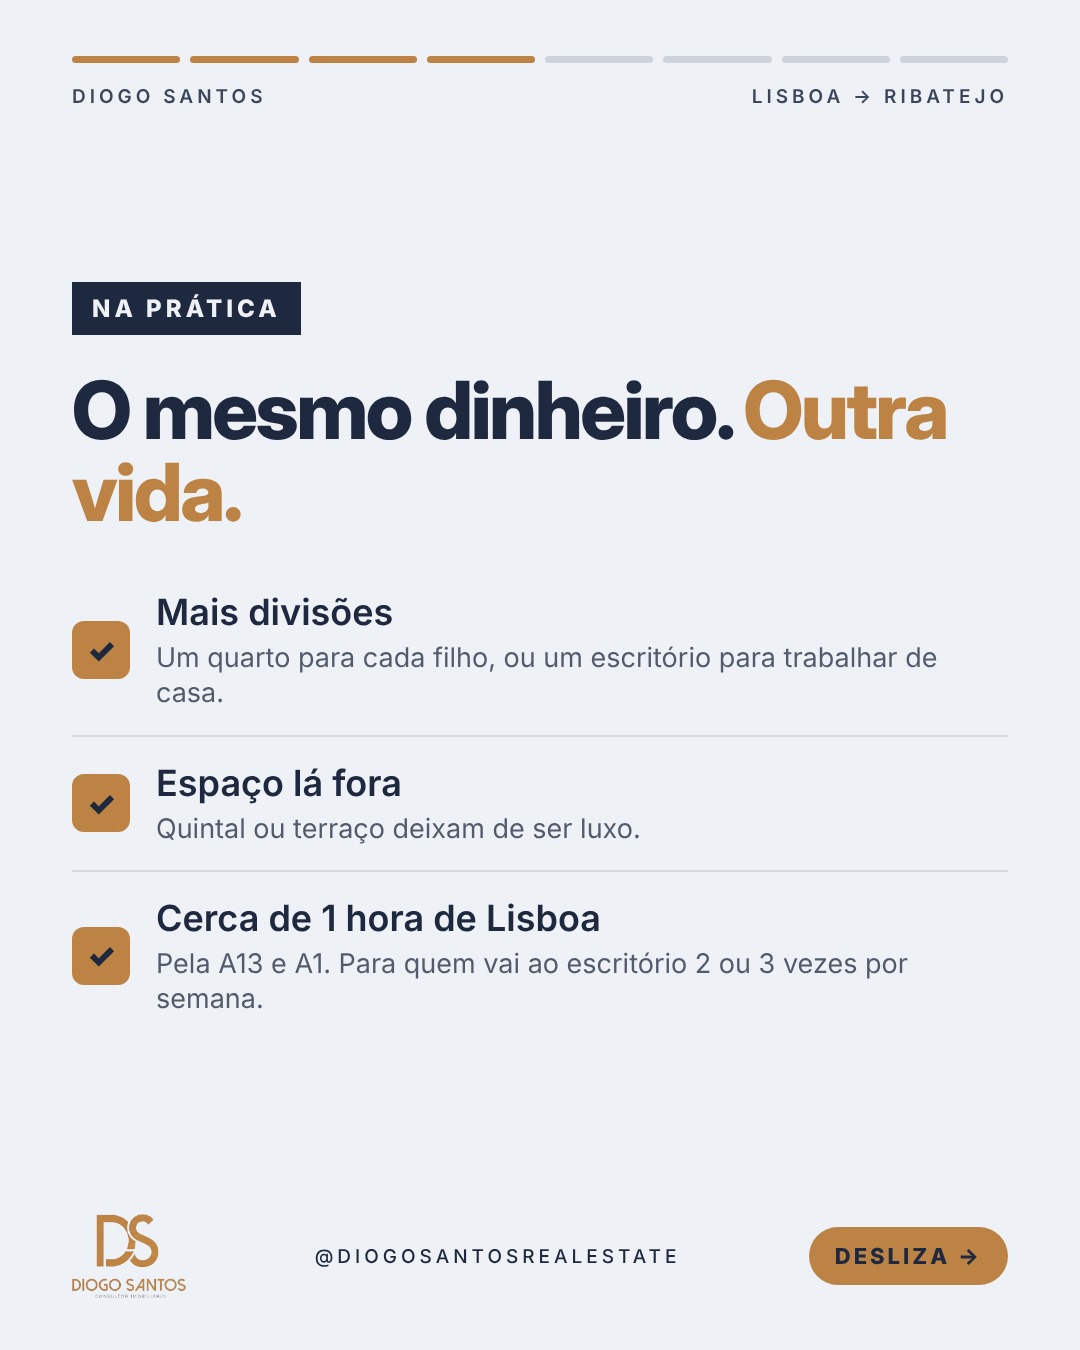 DIOGO SANTOS
LISBOA → RIBATEJO
NA PRÁTICA
O mesmo dinheiro. Outra
vida.
Mais divisões
Um quarto para cada filho, ou um escritório para trabalhar de
casa.
Espaço lá fora
Quintal ou terraço deixam de ser luxo.
Cerca de 1 hora de Lisboa
Pela A13 e A1. Para quem vai ao escritório 2 ou 3 vezes por
semana.
DS
DIOGO SANTOS
CONSULTOR IMOBILIÁRIO
@DIOGOSANTOSREALESTATE
DESLIZA →